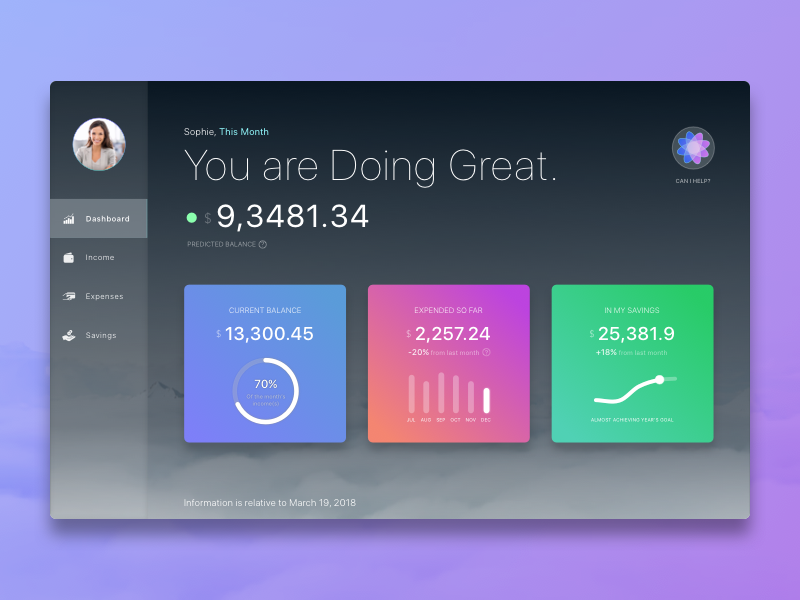 Sophie, This Month
You are Doing Great.
$ 9,3481.34
PREDICTED BALANCE ?
CAN I HELP?
Dashboard
Income
Expenses
Savings
CURRENT BALANCE
$ 13,300.45
70%
Of the month's
income(s)
EXPENDED SO FAR
$ 2,257.24
-20% from last month ?
JUL AUG SEP OCT NOV DEC
IN MY SAVINGS
$ 25,381.9
+18% from last month
ALMOST ACHIEVING YEAR'S GOAL
Information is relative to March 19, 2018